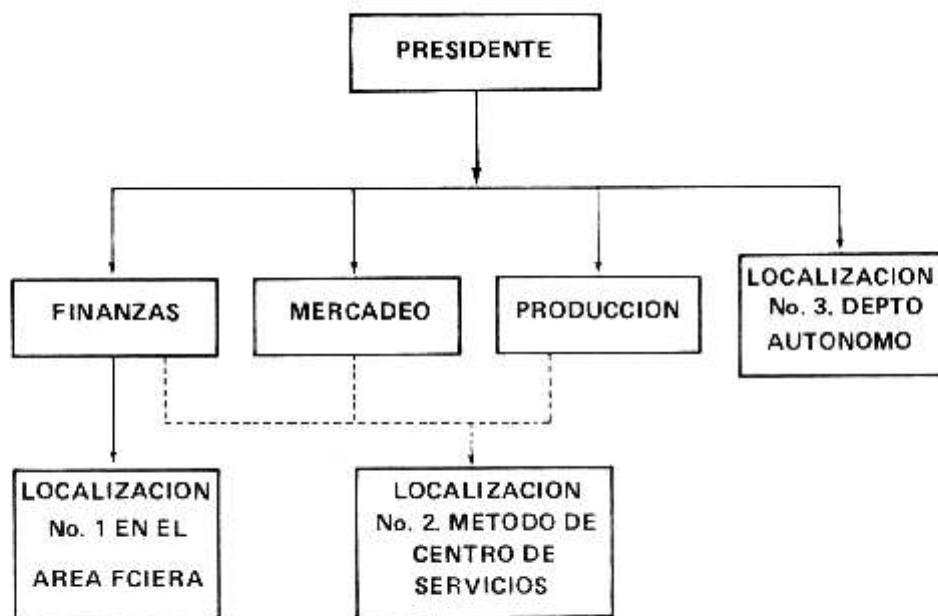 PRESIDENTE
FINANZAS
MERCADEO
PRODUCCION
LOCALIZACION
No. 3. DEPTO
AUTONOMO
LOCALIZACION
No. 1 EN EL
AREA FCIERA
LOCALIZACION
No. 2. METODO DE
CENTRO DE
SERVICIOS